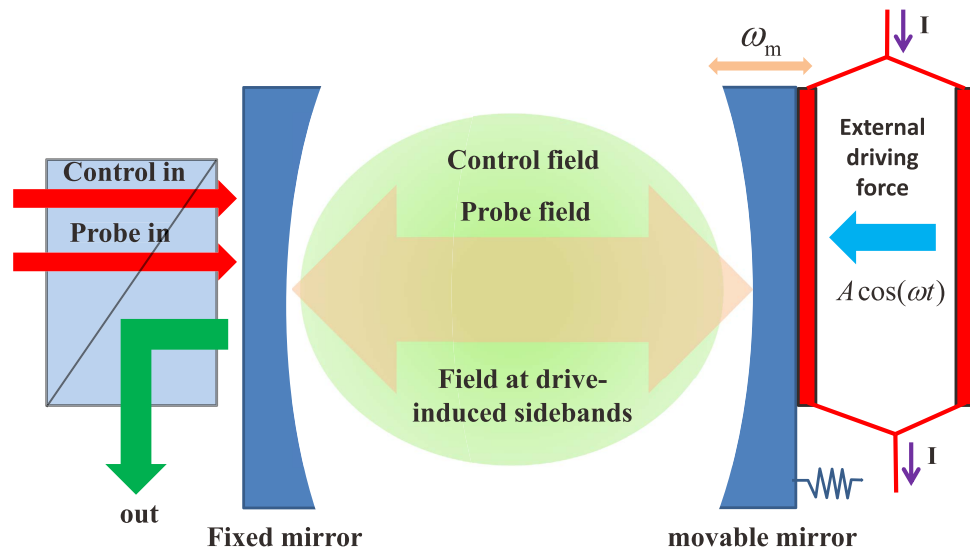 I
ω_m
External
driving
force
Control field
Control in
Probe field
Probe in
A cos(ωt)
Field at drive-
induced sidebands
I
out
Fixed mirror
movable mirror